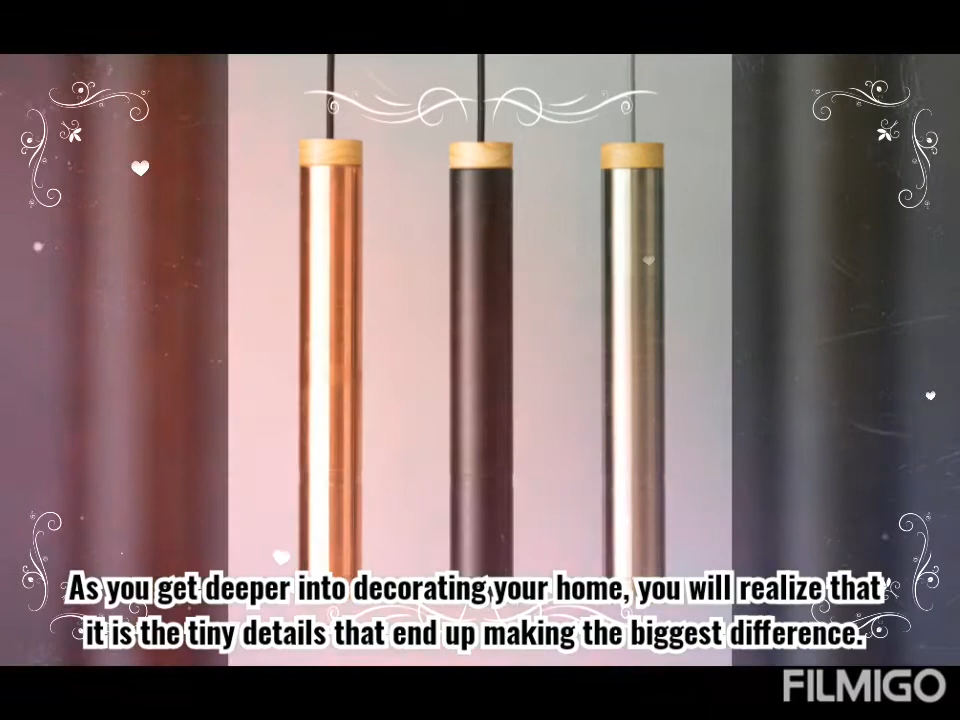 As you get deeper into decorating your home, you will realize that
it is the tiny details that end up making the biggest difference.
FILMIGO